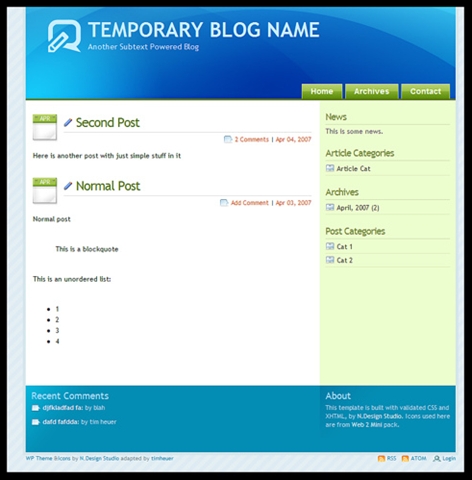 TEMPORARY BLOG NAME
Another Subtext Powered Blog
Home Archives Contact
APR
Second Post
2 Comments | Apr 04, 2007
Here is another post with just simple stuff in it
APR
Normal Post
Add Comment | Apr 03, 2007
Normal post
This is a blockquote
This is an unordered list:
1
2
3
4
News
This is some news.
Article Categories
Article Cat
Archives
April, 2007 (2)
Post Categories
Cat 1
Cat 2
Recent Comments
djfkladfad fa: by blah
dafd fafdda: by tim heuer
About
This template is built with validated CSS and
XHTML, by N.Design Studio. Icons used
here are from Web 2 Mini pack.
WP Theme & Icons by N.Design Studio adapted by timheuer
RSS ATOM Login